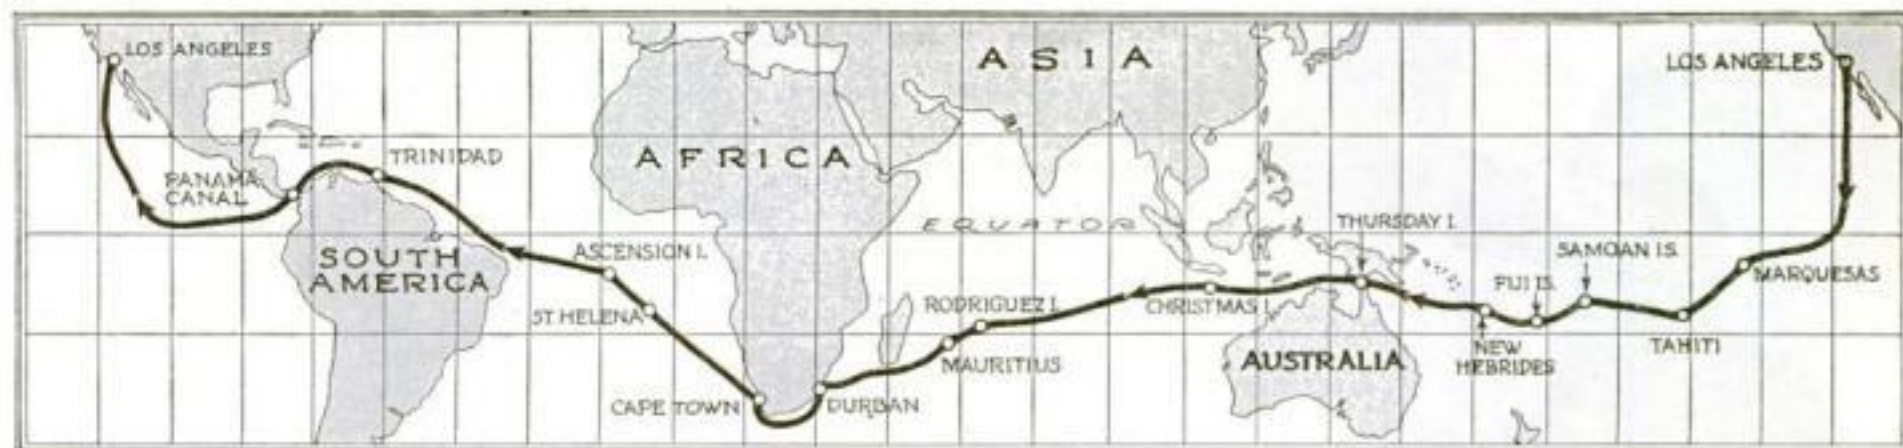 LOS ANGELES
ASIA
LOS ANGELES
AFRICA
TRINIDAD
PANAMA
CANAL
EQUATOR
THURSDAY I.
SAMOAN IS.
ASCENSION I.
SOUTH
AMERICA
MARQUESAS
FIJI IS.
RODRIGUEZ I.
CHRISTMAS I.
ST HELENA
NEW
HEBRIDES
TAHITI
MAURITIUS
AUSTRALIA
CAPE TOWN
DURBAN